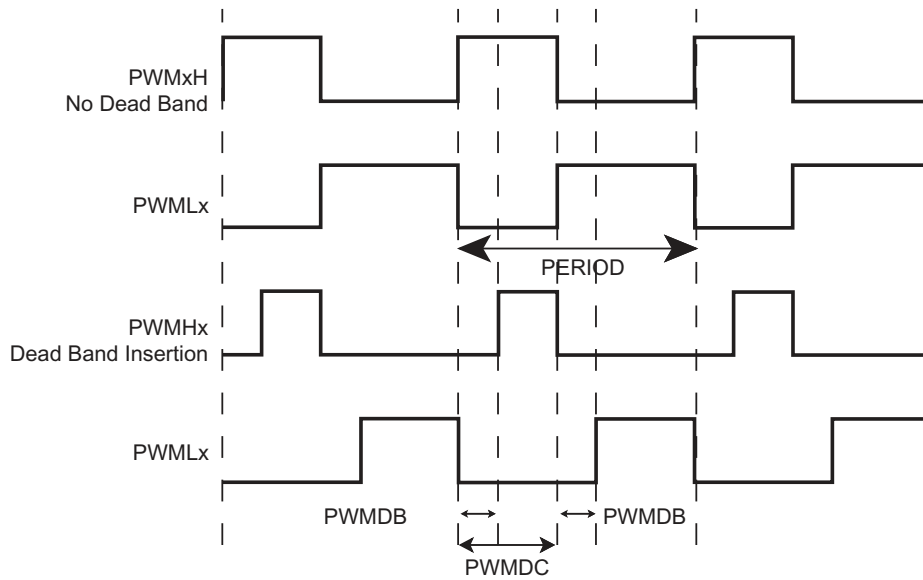 PWMxH
No Dead Band
PWMLx
PERIOD
PWMHx
Dead Band Insertion
PWMLx
PWMDB PWMDB
PWMDC